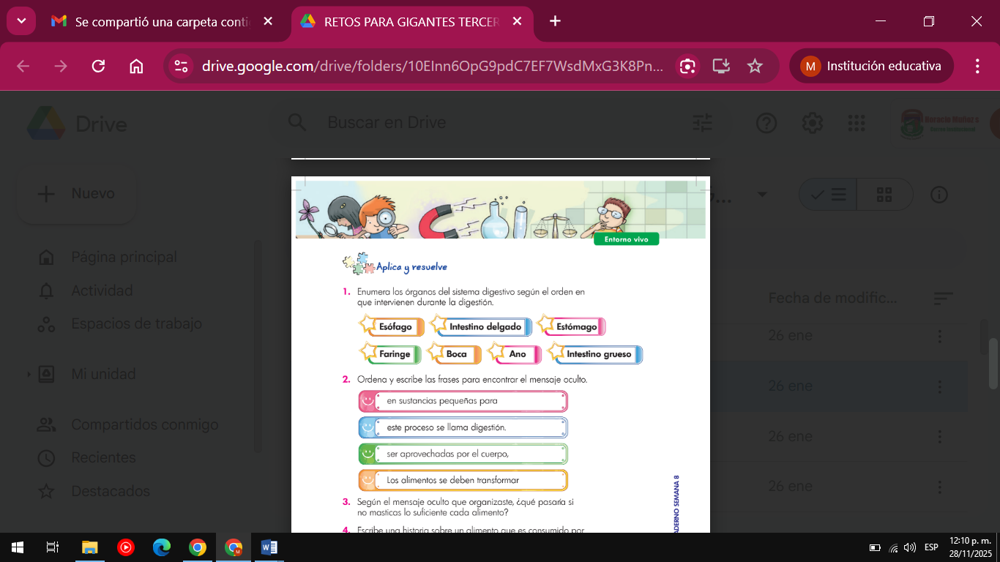 Se compartió una carpeta conti
RETOS PARA GIGANTES TERCER
drive.google.com/drive/folders/10EInn6OpG9pdC7EF7WsdMxG3K8Pn...
M Institución educativa
Drive
Buscar en Drive
Nuevo
Página principal
Actividad
Espacios de trabajo
Mi unidad
Compartidos conmigo
Recientes
Destacados
Fecha de modific...
26 ene
26 ene
26 ene
26 ene
Entorno vivo
Aplica y resuelve
1. Enumera los órganos del sistema digestivo según el orden en
que intervienen durante la digestión.
Esófago Intestino delgado Estómago
Faringe Boca Ano Intestino grueso
2. Ordena y escribe las frases para encontrar el mensaje oculto.
en sustancias pequeñas para
este proceso se llama digestión.
ser aprovechadas por el cuerpo,
Los alimentos se deben transformar
3. Según el mensaje oculto que organizaste, ¿qué pasaría si
no masticas lo suficiente cada alimento?
4. Escribe una historia sobre un alimento que es consumido por
ADERNO SEMANA 8
ESP
12:10 p. m.
28/11/2025